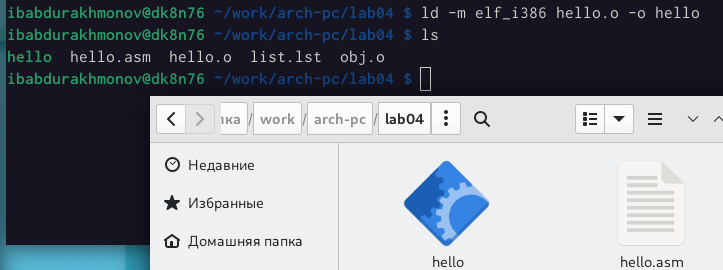 ibabdurakhmonov@dk8n76 ~/work/arch-pc/lab04 $ ld -m elf_i386 hello.o -o hello
ibabdurakhmonov@dk8n76 ~/work/arch-pc/lab04 $ ls
hello hello.asm hello.o list.lst obj.o
ibabdurakhmonov@dk8n76 ~/work/arch-pc/lab04 $
лка / work / arch-pc / lab04
Недавние
Избранные
Домашняя папка
hello hello.asm